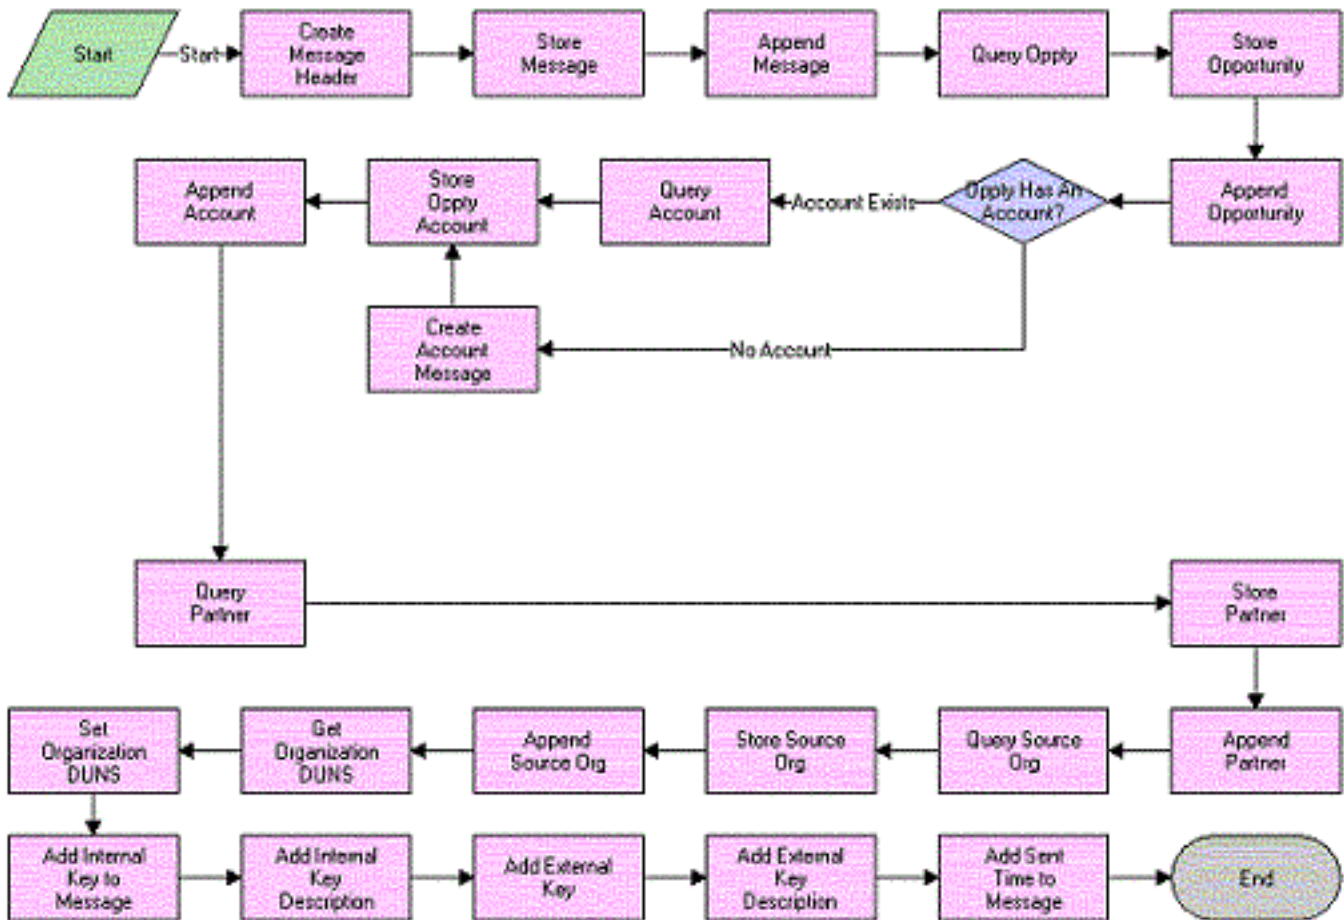 Start
Start
Create
Message
Header
Store
Message
Append
Message
Query Oppty
Store
Opportunity
Append
Account
Store
Oppty
Account
Query
Account
Account Exists
Oppty Has An
Account?
Append
Opportunity
Create
Account
Message
No Account
Query
Partner
Store
Partner
Set
Organization
DUNS
Get
Organization
DUNS
Append
Source Org
Store Source
Org
Query Source
Org
Append
Partner
Add Internal
Key to
Message
Add Internal
Key
Description
Add External
Key
Add External
Key
Description
Add Sent
Time to
Message
End